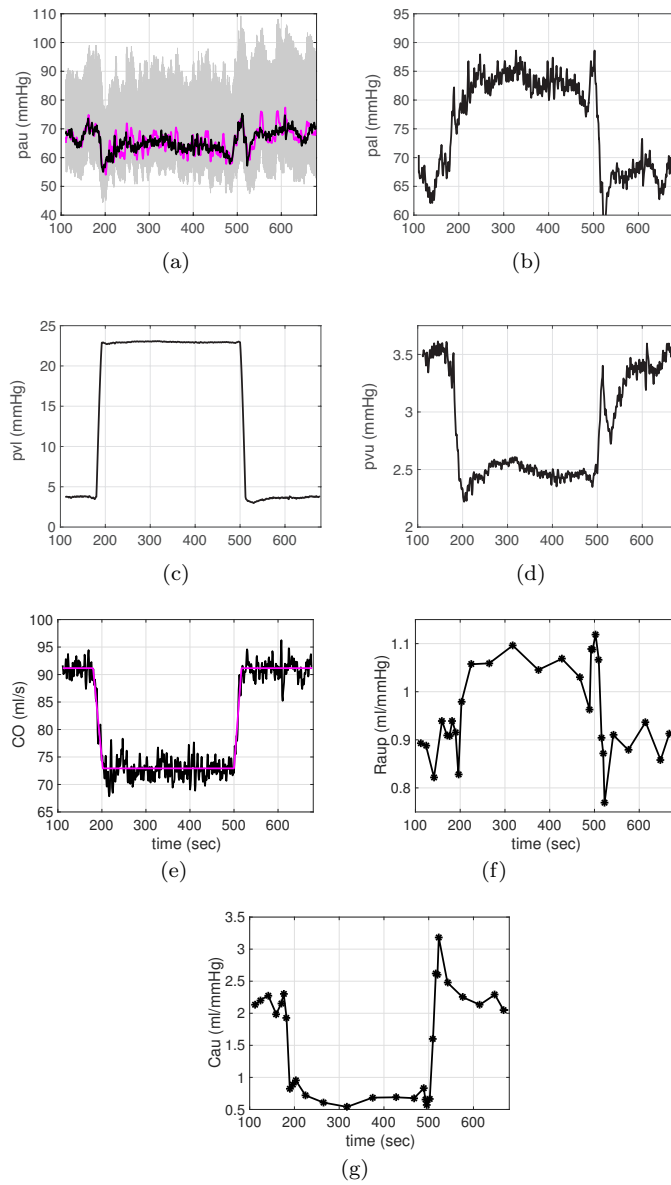 110
100
90
80
70
60
50
40
pau (mmHg)
100 200 300 400 500 600
(a)
95
90
85
80
75
70
65
60
pal (mmHg)
100 200 300 400 500 600
(b)
25
20
15
10
5
0
pvl (mmHg)
100 200 300 400 500 600
(c)
3.5
3
2.5
2
pvu (mmHg)
100 200 300 400 500 600
(d)
100
95
90
85
80
75
70
65
CO (ml/s)
100 200 300 400 500 600
time (sec)
(e)
1.1
1
0.9
0.8
Raup (ml/mmHg)
100 200 300 400 500 600
time (sec)
(f)
3.5
3
2.5
2
1.5
1
0.5
Cau (ml/mmHg)
100 200 300 400 500 600
time (sec)
(g)